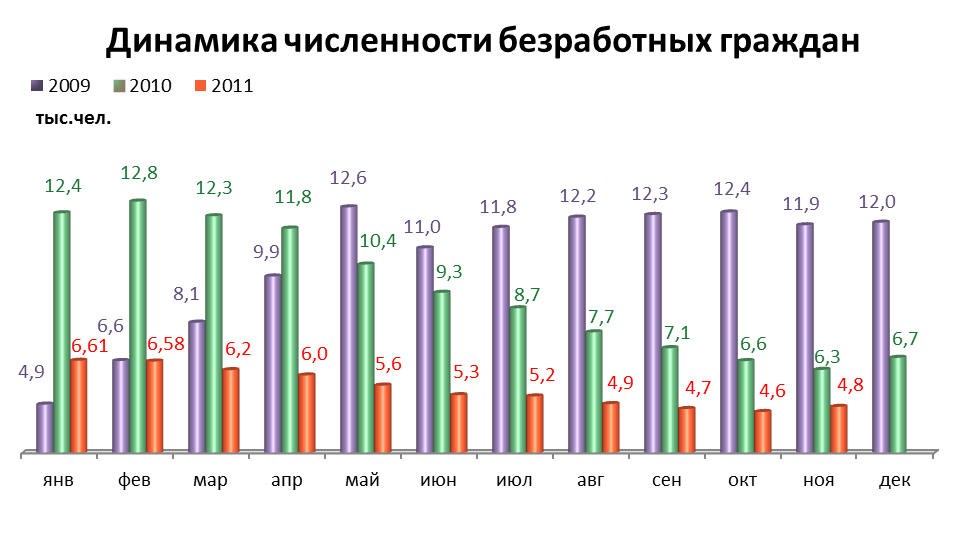 Динамика численности безработных граждан
2009 2010 2011
тыс.чел.
4,9 12,4 6,61
6,6 12,8 6,58
8,1 12,3 6,2
9,9 11,8 6,0
12,6 10,4 5,6
11,0 9,3 5,3
11,8 8,7 5,2
12,2 7,7 4,9
12,3 7,1 4,7
12,4 6,6 4,6
11,9 6,3 4,8
12,0 6,7
янв фев мар апр май июн июл авг сен окт ноя дек